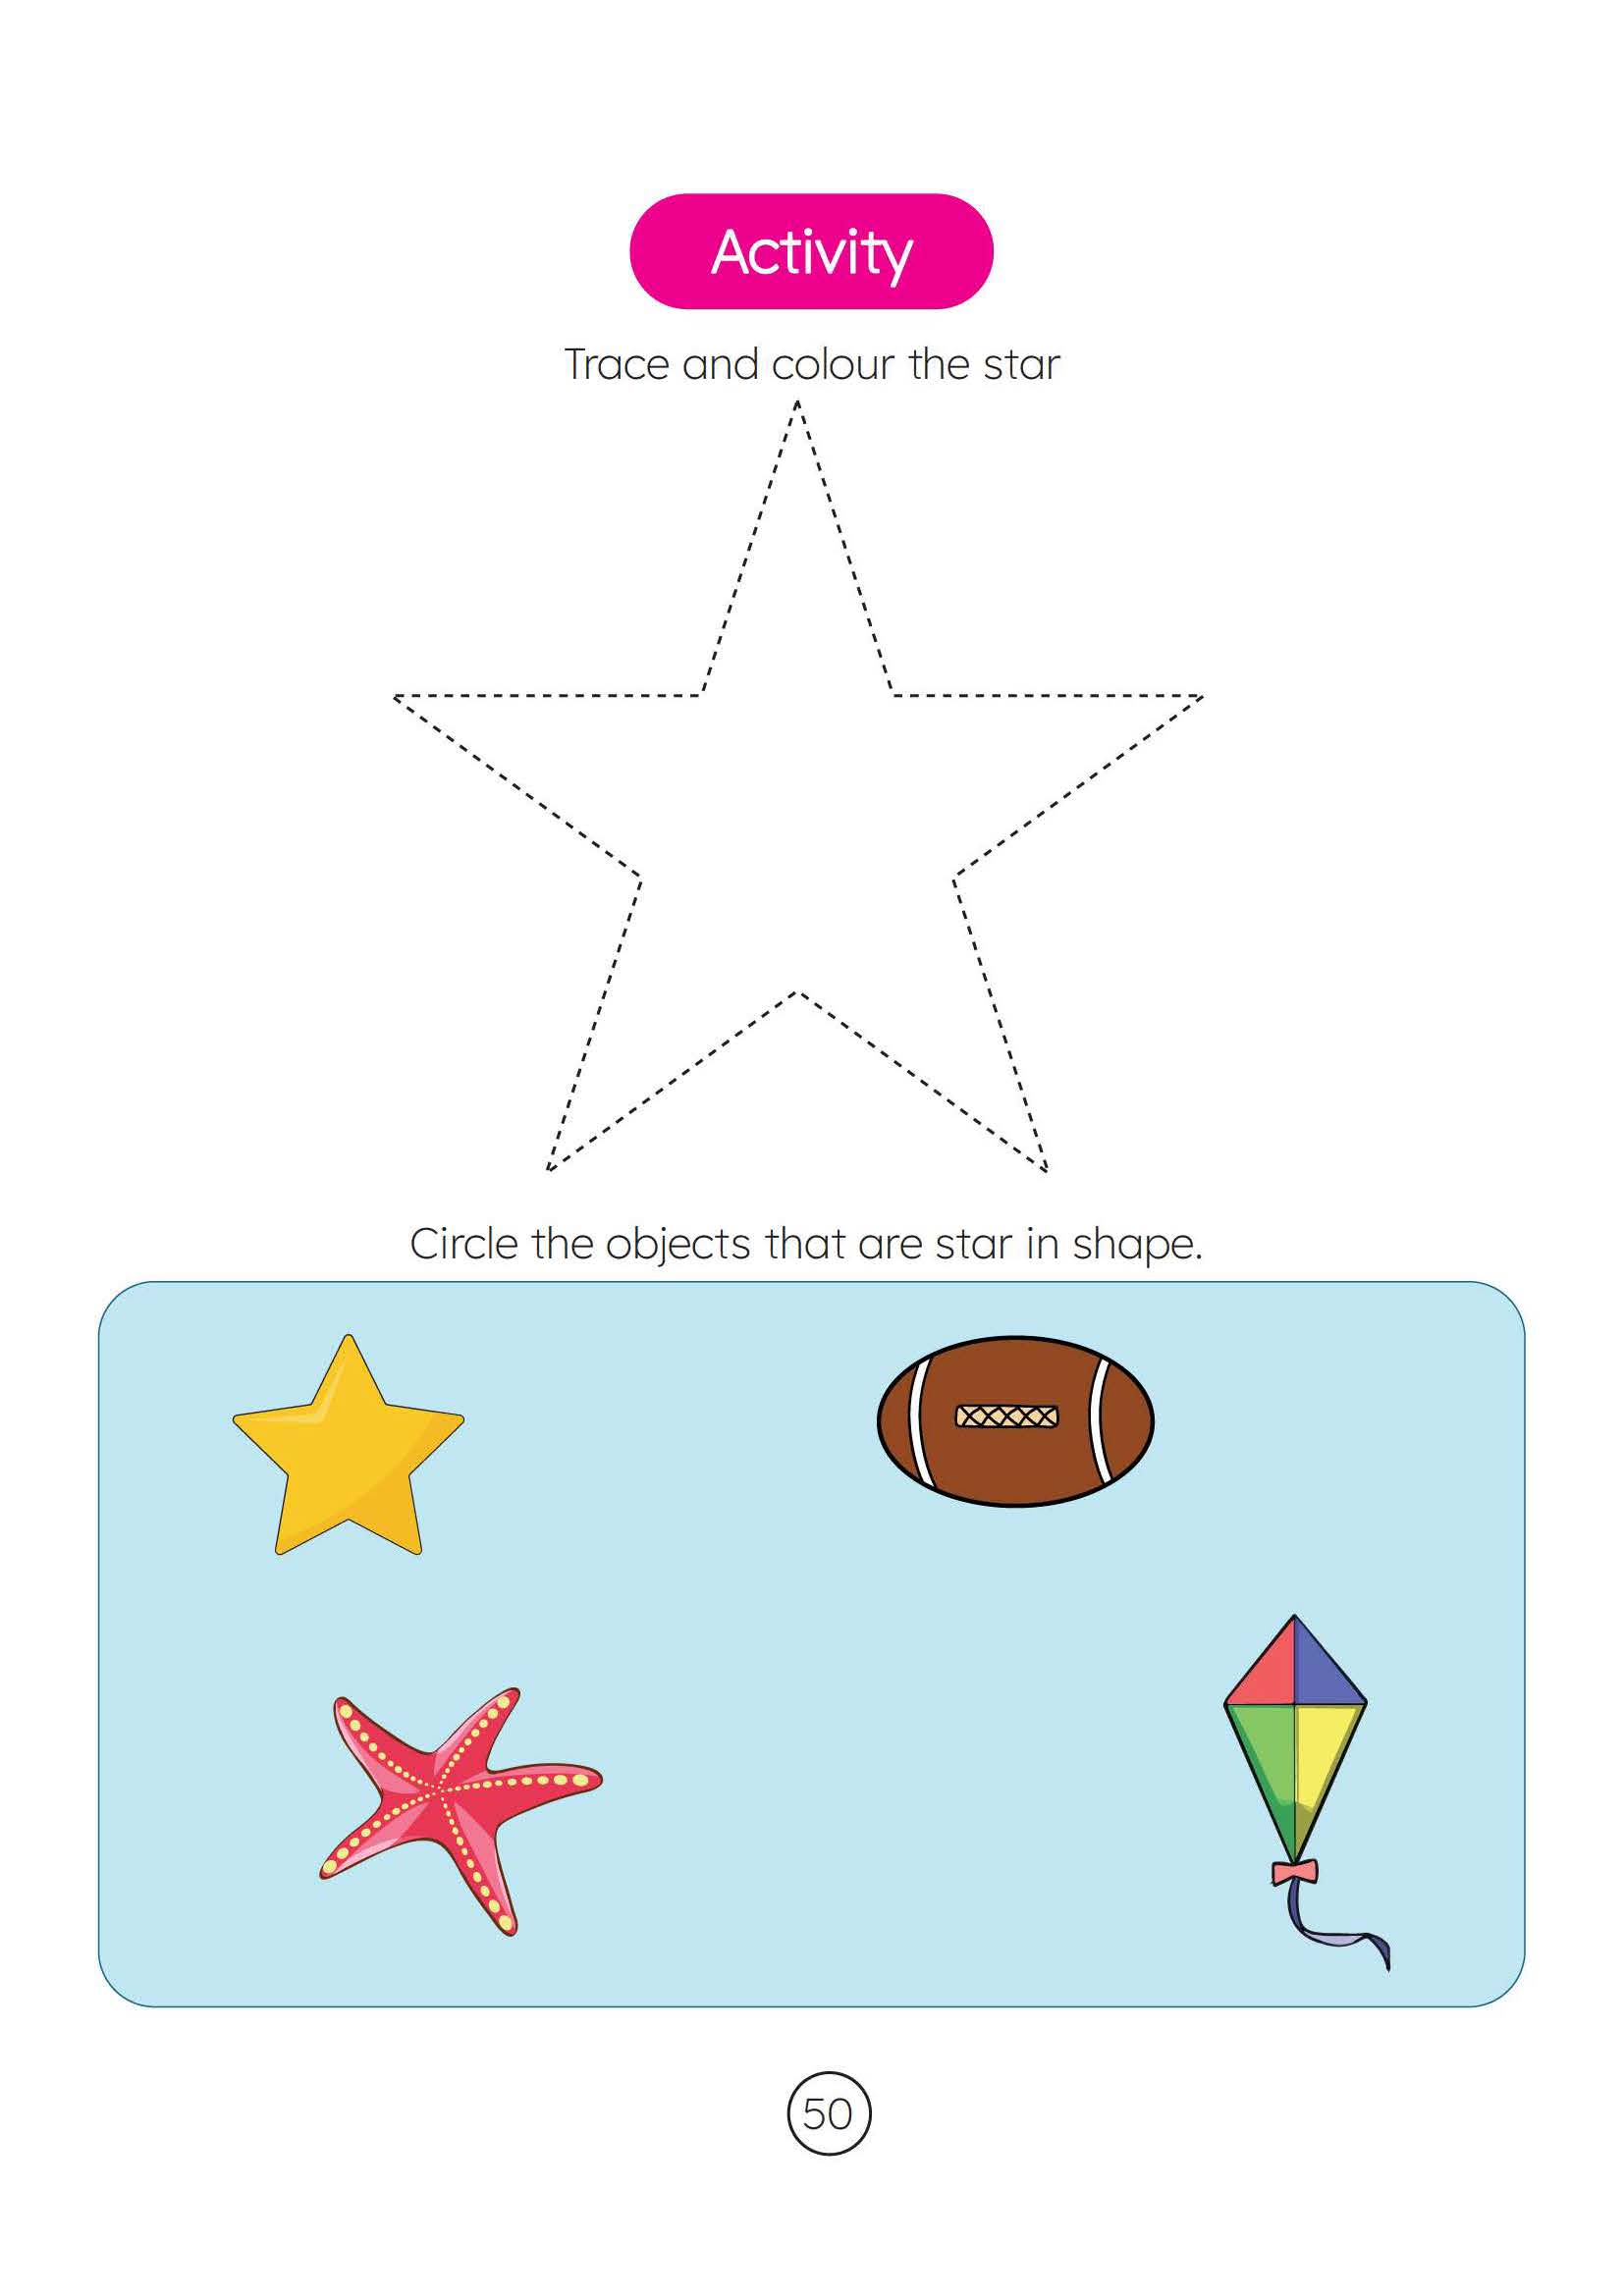 Activity
Trace and colour the star
Circle the objects that are star in shape.
50